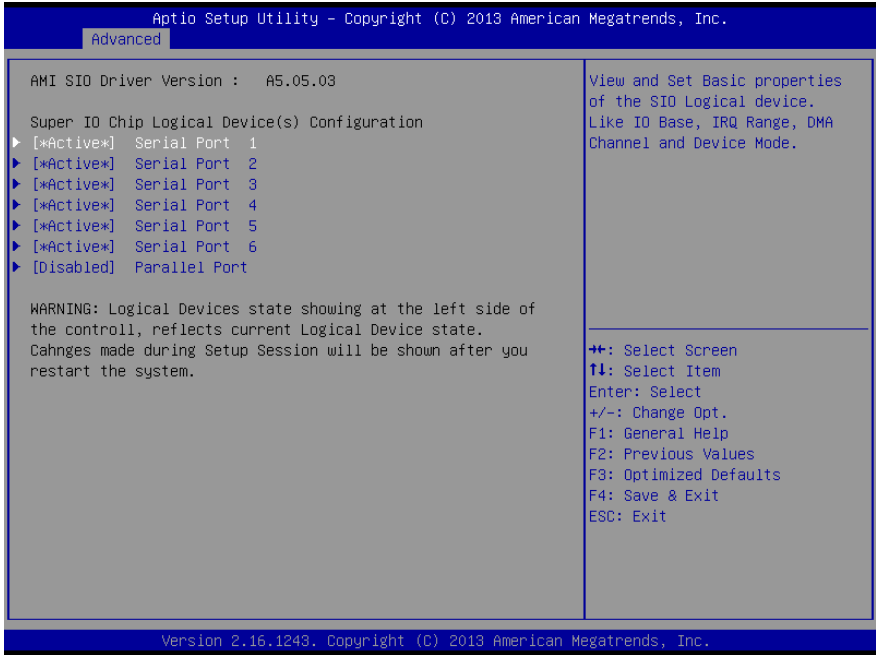 Aptio Setup Utility – Copyright (C) 2013 American Megatrends, Inc.
Advanced
AMI SIO Driver Version :   A5.05.03
Super IO Chip Logical Device(s) Configuration
[*Active*]  Serial Port  1
[*Active*]  Serial Port  2
[*Active*]  Serial Port  3
[*Active*]  Serial Port  4
[*Active*]  Serial Port  5
[*Active*]  Serial Port  6
[Disabled]  Parallel Port
WARNING: Logical Devices state showing at the left side of
the controll, reflects current Logical Device state.
Cahnges made during Setup Session will be shown after you
restart the system.
View and Set Basic properties
of the SIO Logical device.
Like IO Base, IRQ Range, DMA
Channel and Device Mode.
→←: Select Screen
↑↓: Select Item
Enter: Select
+/-: Change Opt.
F1: General Help
F2: Previous Values
F3: Optimized Defaults
F4: Save & Exit
ESC: Exit
Version 2.16.1243. Copyright (C) 2013 American Megatrends, Inc.